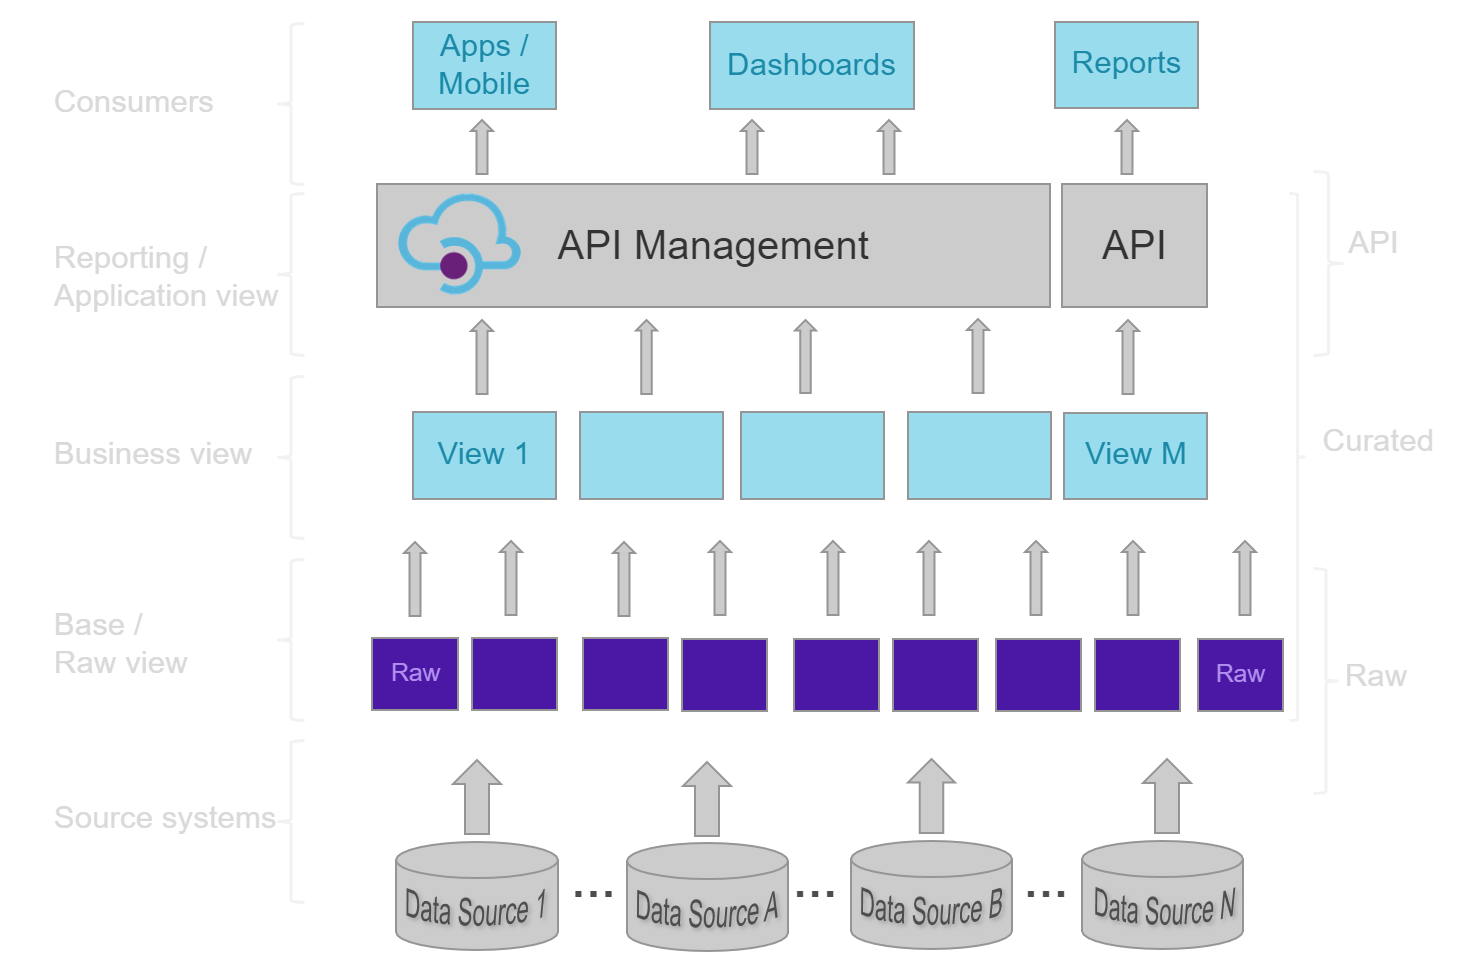 Consumers
Apps /
Mobile
Dashboards
Reports
Reporting /
Application view
API Management
API
API
Business view
View 1
View M
Curated
Base /
Raw view
Raw
Raw
Raw
Source systems
Data Source 1
...
Data Source A
...
Data Source B
...
Data Source N